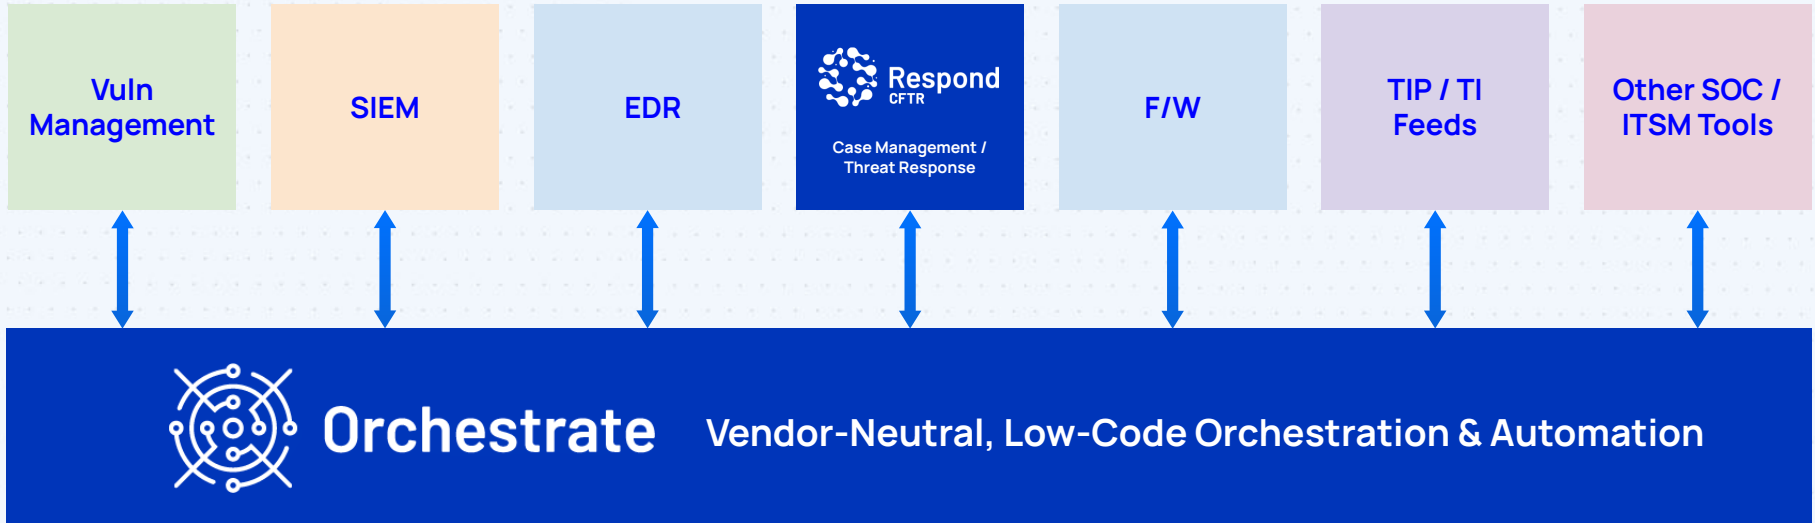 Vuln
Management
SIEM
EDR
Respond
CFTR
Case Management /
Threat Response
F/W
TIP / TI
Feeds
Other SOC /
ITSM Tools
Orchestrate
Vendor-Neutral, Low-Code Orchestration & Automation